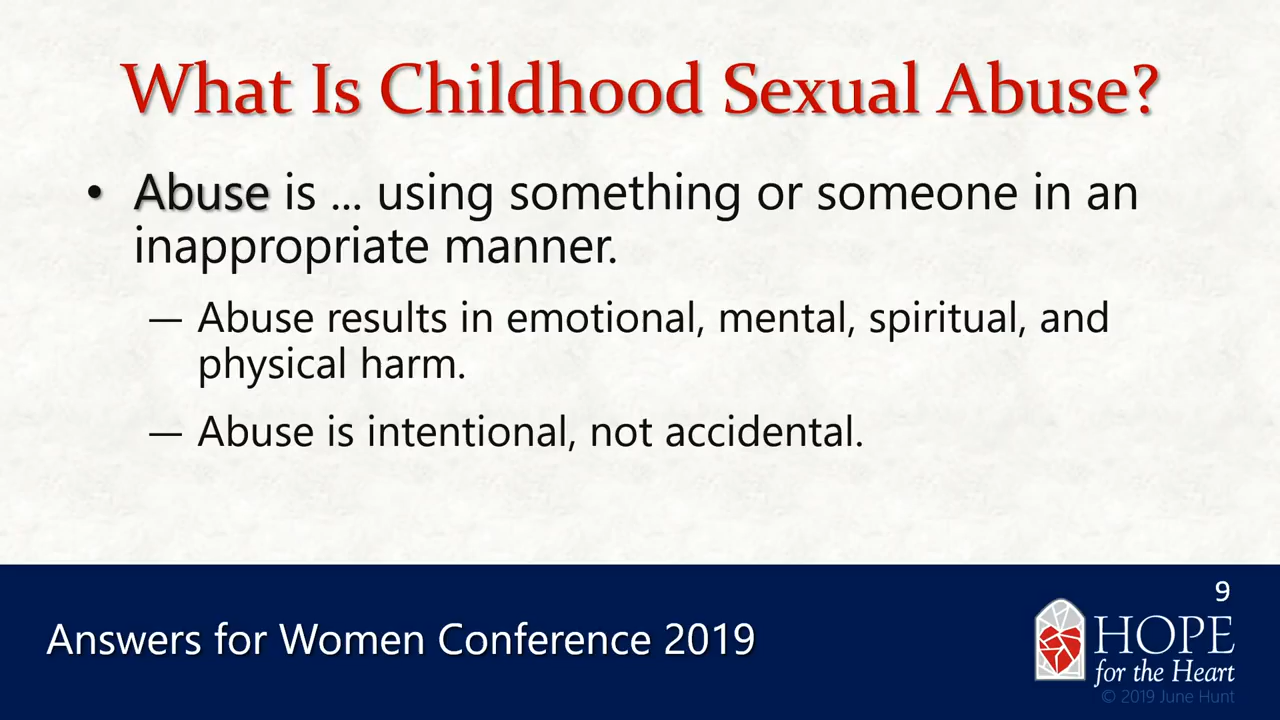 What Is Childhood Sexual Abuse?
• Abuse is ... using something or someone in an
inappropriate manner.
— Abuse results in emotional, mental, spiritual, and
physical harm.
— Abuse is intentional, not accidental.
9
Answers for Women Conference 2019
HOPE
for the Heart
© 2019 June Hunt